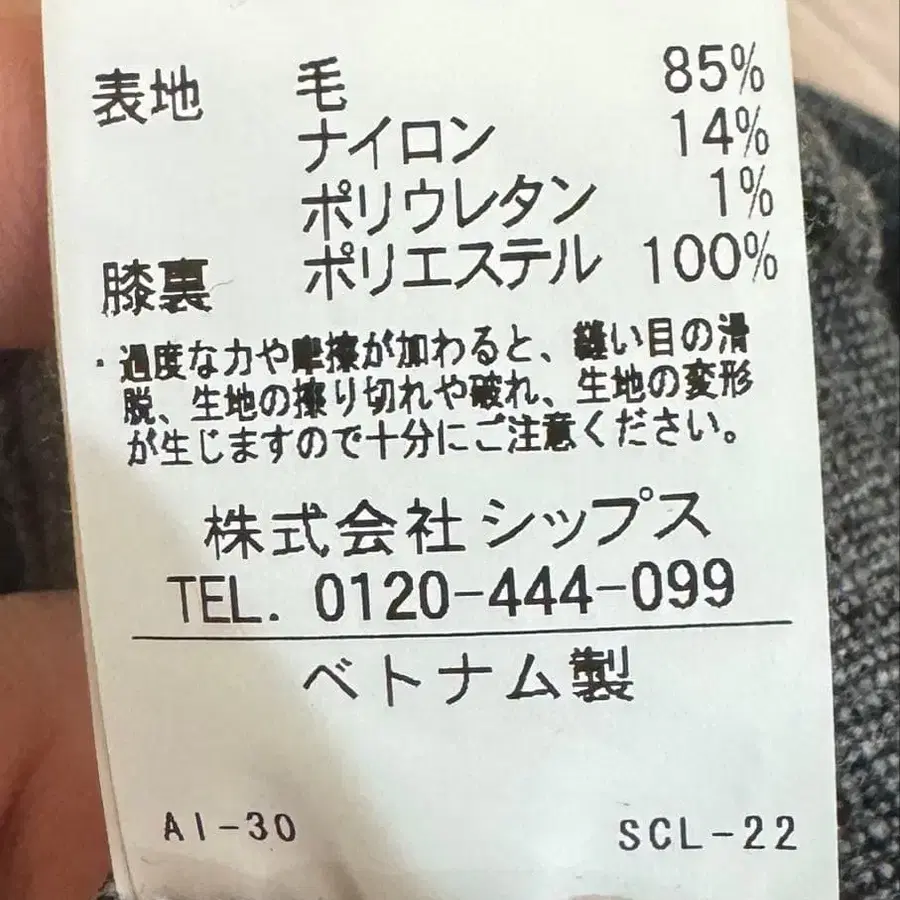 表地 毛 85%
ナイロン 14%
ポリウレタン 1%
膝裏 ポリエステル 100%
・過度な力や摩擦が加わると、縫い目の滑
脱、生地の擦り切れや破れ、生地の変形
が生じますので十分にご注意ください。
株式会社シップス
TEL. 0120-444-099
ベトナム製
AI-30 SCL-22